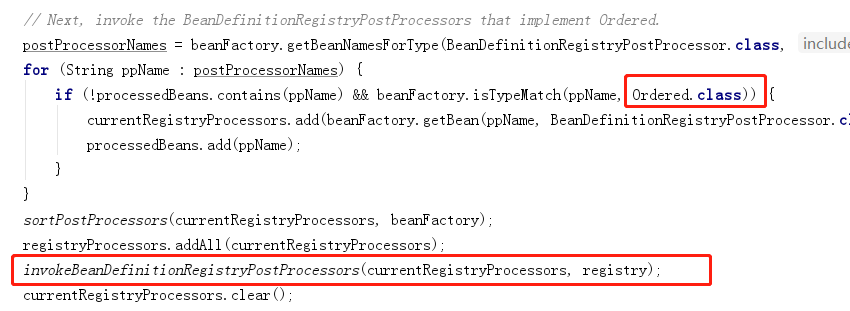 // Next, invoke the BeanDefinitionRegistryPostProcessors that implement Ordered.
postProcessorNames = beanFactory.getBeanNamesForType(BeanDefinitionRegistryPostProcessor.class, include
for (String ppName : postProcessorNames) {
if (!processedBeans.contains(ppName) && beanFactory.isTypeMatch(ppName, Ordered.class)) {
currentRegistryProcessors.add(beanFactory.getBean(ppName, BeanDefinitionRegistryPostProcessor.cl
processedBeans.add(ppName);
}
}
sortPostProcessors(currentRegistryProcessors, beanFactory);
registryProcessors.addAll(currentRegistryProcessors);
invokeBeanDefinitionRegistryPostProcessors(currentRegistryProcessors, registry);
currentRegistryProcessors.clear();